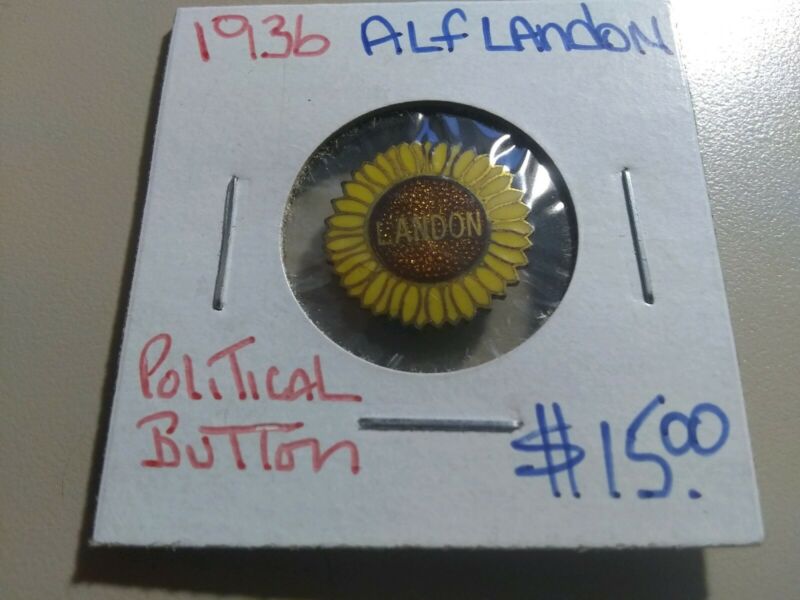 1936 ALf LANdON
LANDON
POLITICAL
BUTTon
$15.00